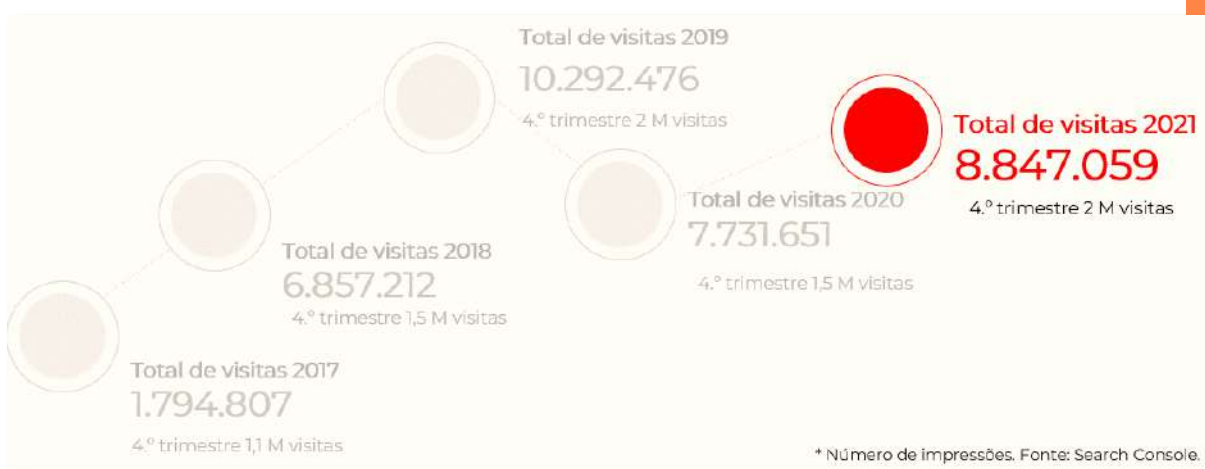 Total de visitas 2019
10.292.476
4.º trimestre 2 M visitas
Total de visitas 2021
8.847.059
4.º trimestre 2 M visitas
Total de visitas 2020
7.731.651
4.º trimestre 1,5 M visitas
Total de visitas 2018
6.857.212
4.º trimestre 1,5 M visitas
Total de visitas 2017
1.794.807
4.º trimestre 1,1 M visitas
* Número de impressões. Fonte: Search Console.